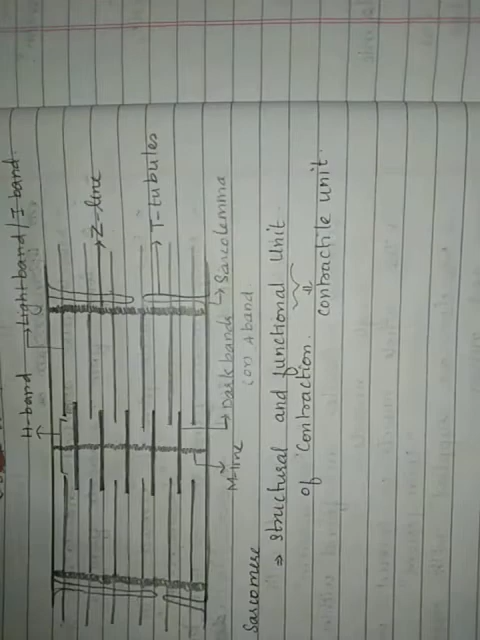 H-band
Light band / I band.
Z-line
T-tubules
Sarcolemma
Dark bands
(or) A band
M-line
Sarcomere
⇒ Structural and functional Unit
of contraction.
contractile unit.